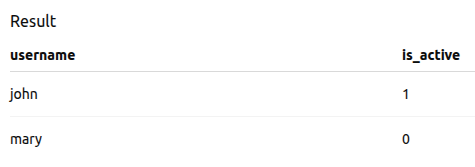 Result
username is_active
john 1
mary 0